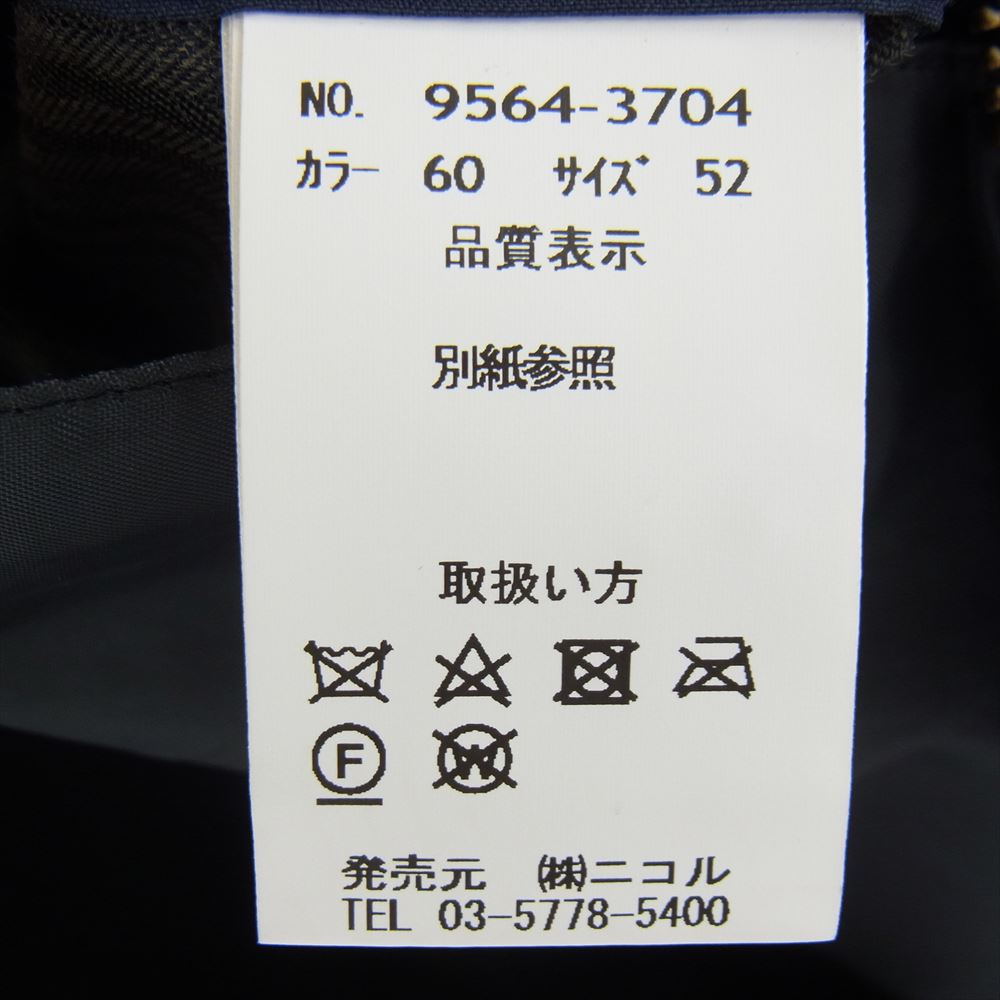 NO. 9564-3704
カラー 60 サイズ 52
品質表示
別紙参照
取扱い方
F W
発売元 ㈱ニコル
TEL 03-5778-5400